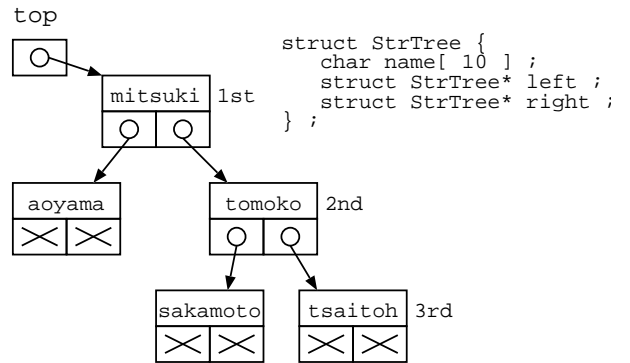 top
struct StrTree {
char name[ 10 ] ;
struct StrTree* left ;
struct StrTree* right ;
} ;
mitsuki 1st
aoyama
tomoko 2nd
sakamoto
tsaitoh 3rd